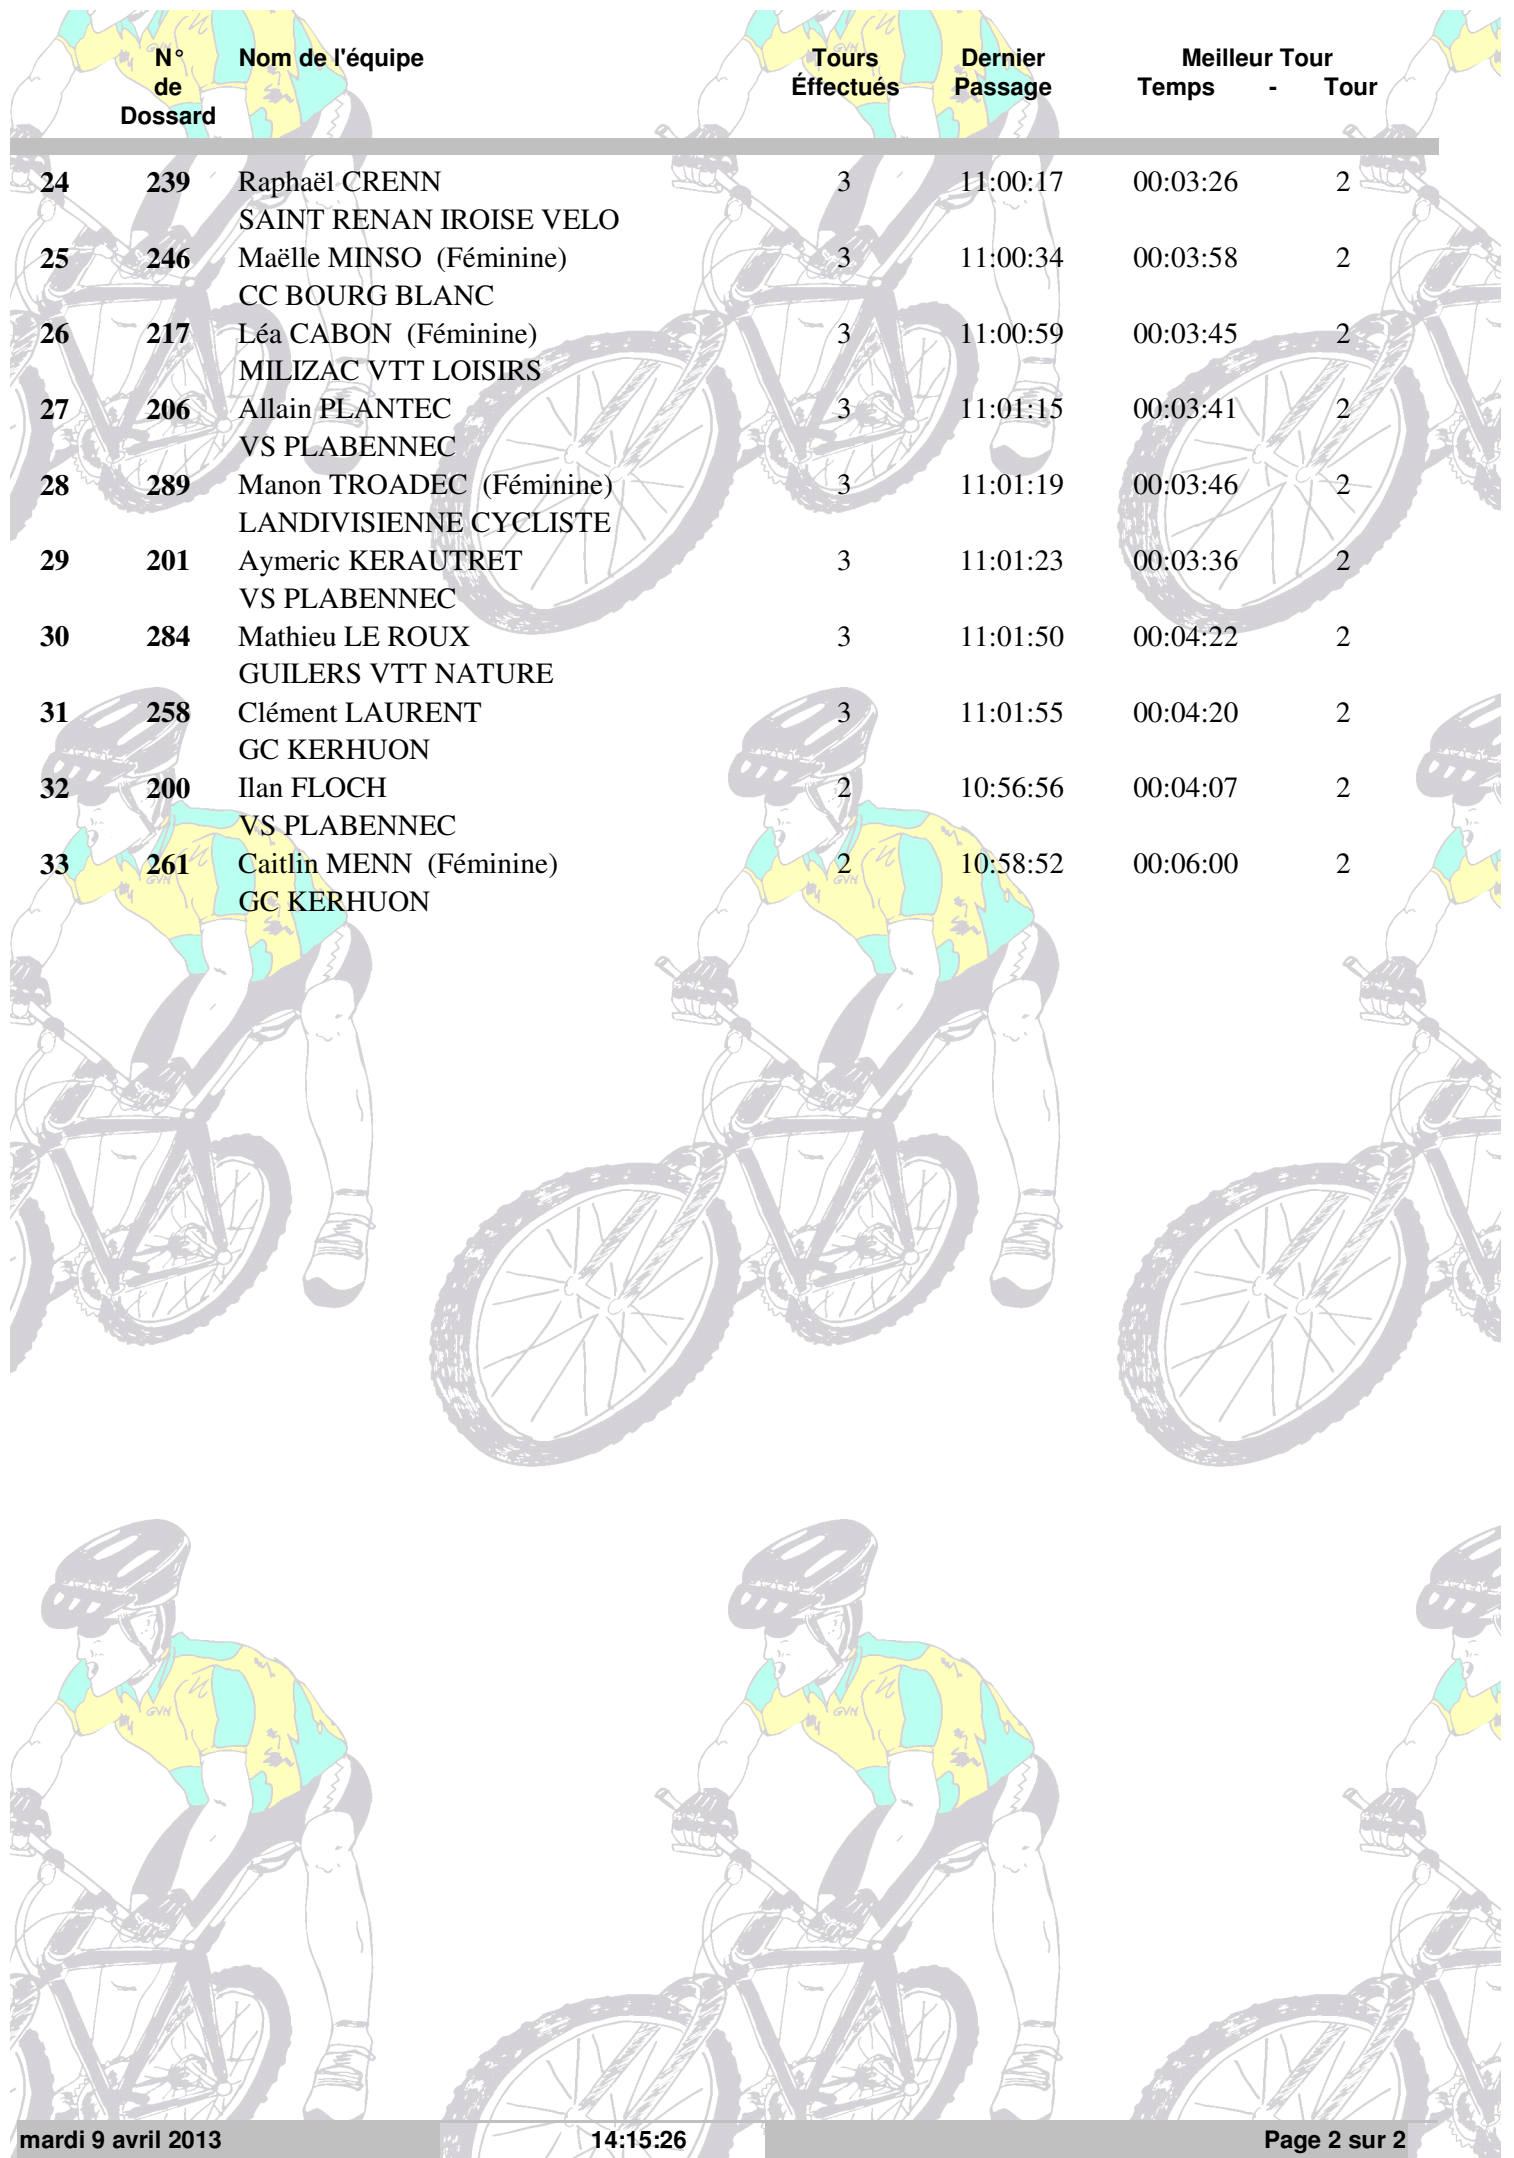 N° Nom de l'équipe Tours Dernier Meilleur Tour
de Éffectués Passage Temps - Tour
Dossard
24 239 Raphaël CRENN 3 11:00:17 00:03:26 2
SAINT RENAN IROISE VELO
25 246 Maëlle MINSO (Féminine) 3 11:00:34 00:03:58 2
CC BOURG BLANC
26 217 Léa CABON (Féminine) 3 11:00:59 00:03:45 2
MILIZAC VTT LOISIRS
27 206 Allain PLANTEC 3 11:01:15 00:03:41 2
VS PLABENNEC
28 289 Manon TROADEC (Féminine) 3 11:01:19 00:03:46 2
LANDIVISIENNE CYCLISTE
29 201 Aymeric KERAUTRET 3 11:01:23 00:03:36 2
VS PLABENNEC
30 284 Mathieu LE ROUX 3 11:01:50 00:04:22 2
GUILERS VTT NATURE
31 258 Clément LAURENT 3 11:01:55 00:04:20 2
GC KERHUON
32 200 Ilan FLOCH 2 10:56:56 00:04:07 2
VS PLABENNEC
33 261 Caitlin MENN (Féminine) 2 10:58:52 00:06:00 2
GC KERHUON
GVN
GVN
mardi 9 avril 2013 14:15:26 Page 2 sur 2